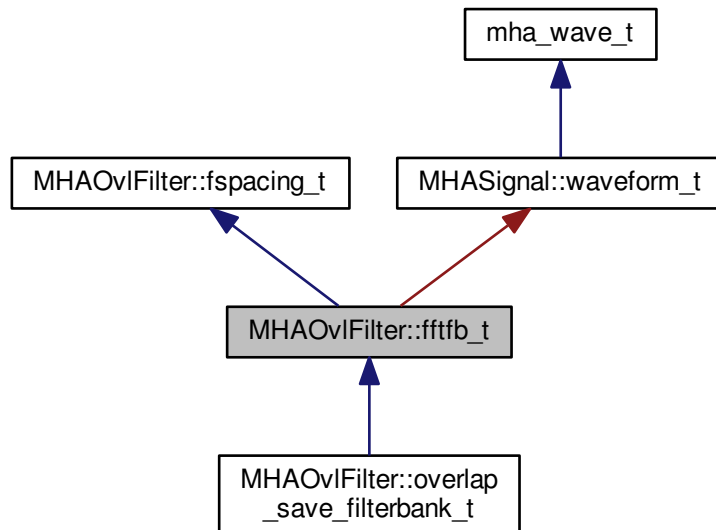 mha_wave_t
MHAOvlFilter::fspacing_t
MHASignal::waveform_t
MHAOvlFilter::fftfb_t
MHAOvlFilter::overlap
_save_filterbank_t